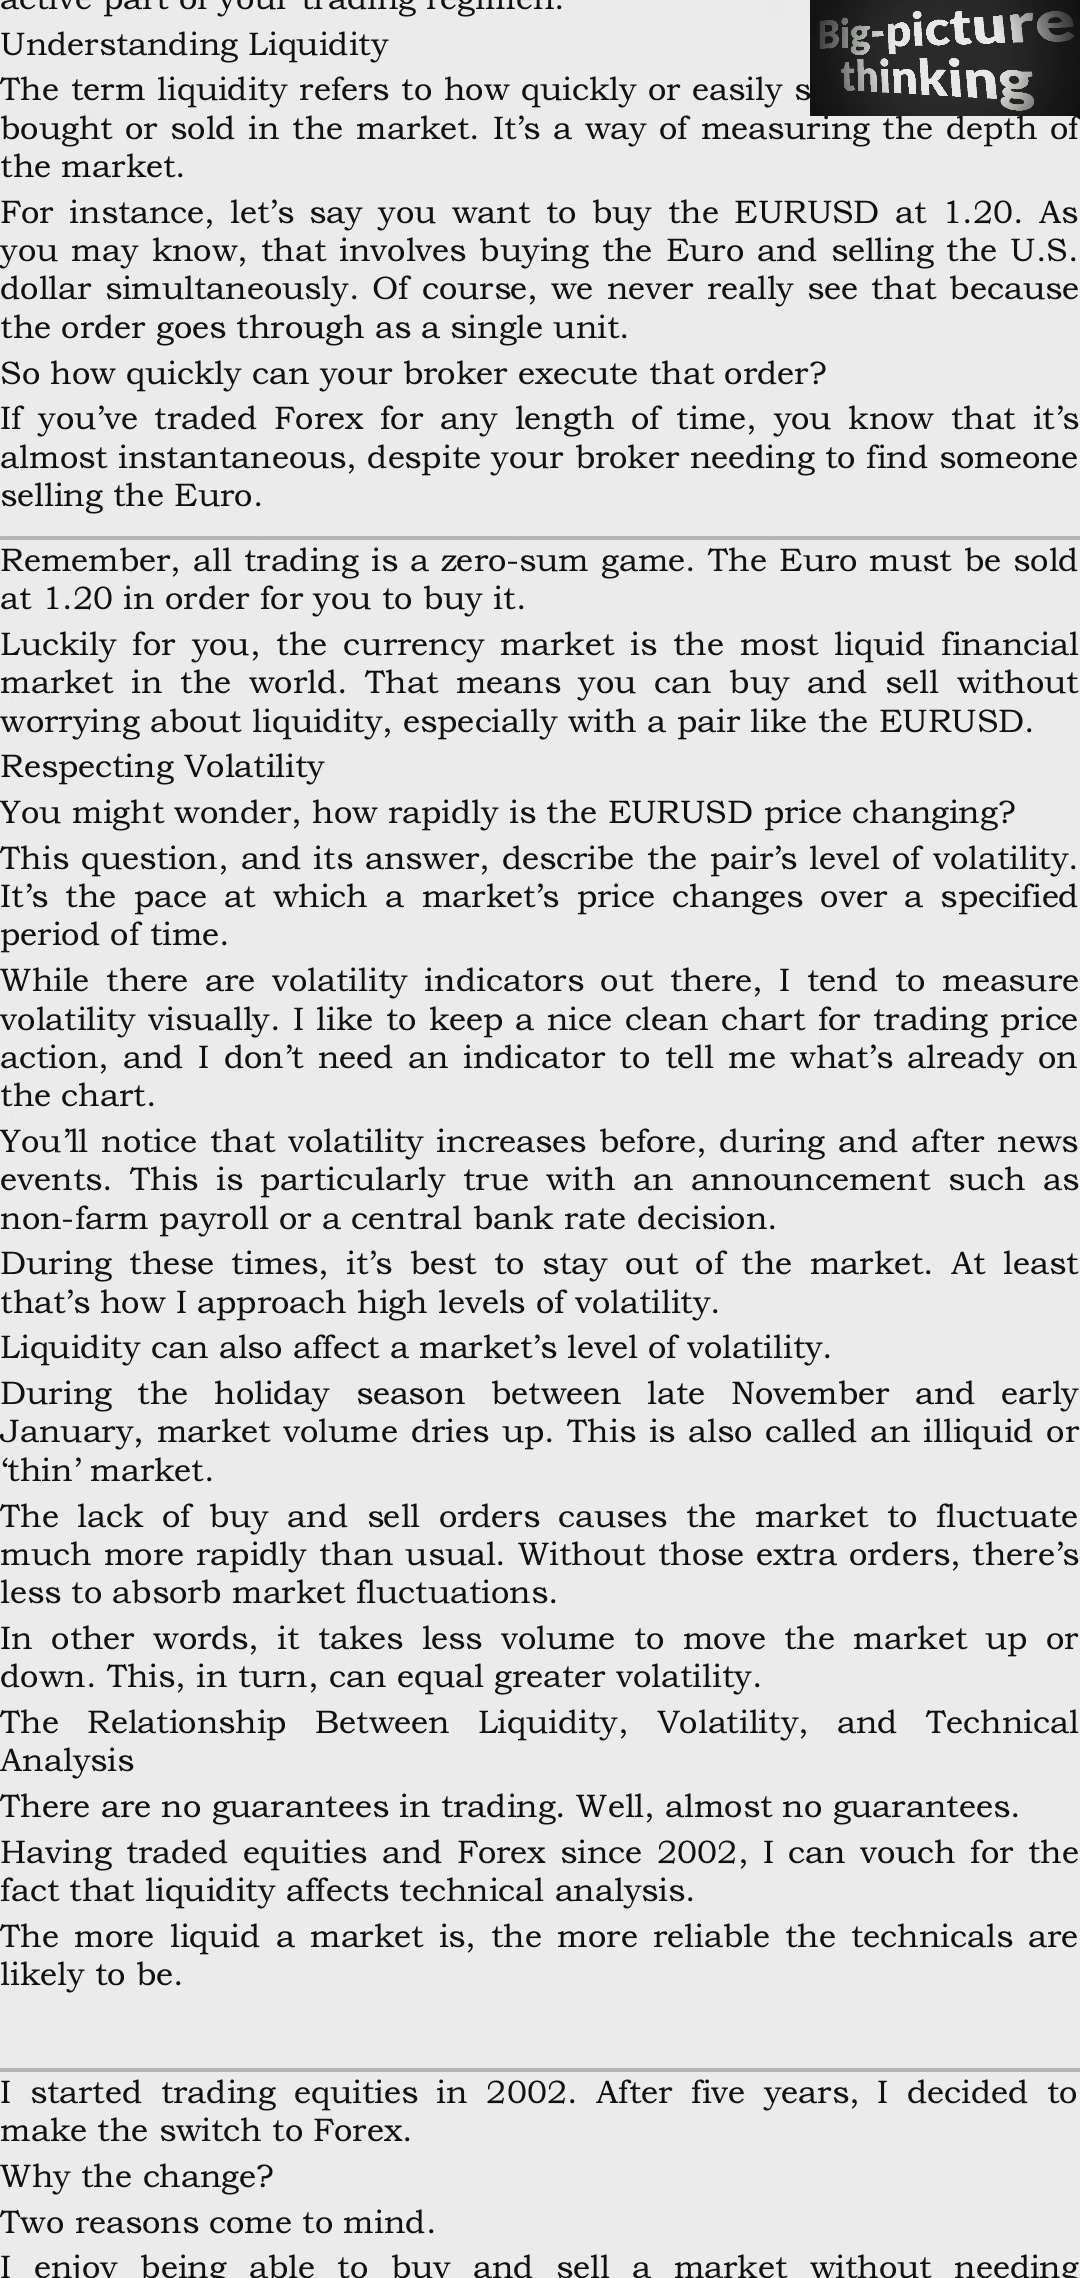 active part of your trading regimen.
Big-picture
thinking
Understanding Liquidity
The term liquidity refers to how quickly or easily
bought or sold in the market. It’s a way of measuring the depth of
the market.
For instance, let’s say you want to buy the EURUSD at 1.20. As
you may know, that involves buying the Euro and selling the U.S.
dollar simultaneously. Of course, we never really see that because
the order goes through as a single unit.
So how quickly can your broker execute that order?
If you’ve traded Forex for any length of time, you know that it’s
almost instantaneous, despite your broker needing to find someone
selling the Euro.
Remember, all trading is a zero-sum game. The Euro must be sold
at 1.20 in order for you to buy it.
Luckily for you, the currency market is the most liquid financial
market in the world. That means you can buy and sell without
worrying about liquidity, especially with a pair like the EURUSD.
Respecting Volatility
You might wonder, how rapidly is the EURUSD price changing?
This question, and its answer, describe the pair’s level of volatility.
It’s the pace at which a market’s price changes over a specified
period of time.
While there are volatility indicators out there, I tend to measure
volatility visually. I like to keep a nice clean chart for trading price
action, and I don’t need an indicator to tell me what’s already on
the chart.
You’ll notice that volatility increases before, during and after news
events. This is particularly true with an announcement such as
non-farm payroll or a central bank rate decision.
During these times, it’s best to stay out of the market. At least
that’s how I approach high levels of volatility.
Liquidity can also affect a market’s level of volatility.
During the holiday season between late November and early
January, market volume dries up. This is also called an illiquid or
‘thin’ market.
The lack of buy and sell orders causes the market to fluctuate
much more rapidly than usual. Without those extra orders, there’s
less to absorb market fluctuations.
In other words, it takes less volume to move the market up or
down. This, in turn, can equal greater volatility.
The Relationship Between Liquidity, Volatility, and Technical
Analysis
There are no guarantees in trading. Well, almost no guarantees.
Having traded equities and Forex since 2002, I can vouch for the
fact that liquidity affects technical analysis.
The more liquid a market is, the more reliable the technicals are
likely to be.
I started trading equities in 2002. After five years, I decided to
make the switch to Forex.
Why the change?
Two reasons come to mind.
I enjoy being able to buy and sell a market without needing